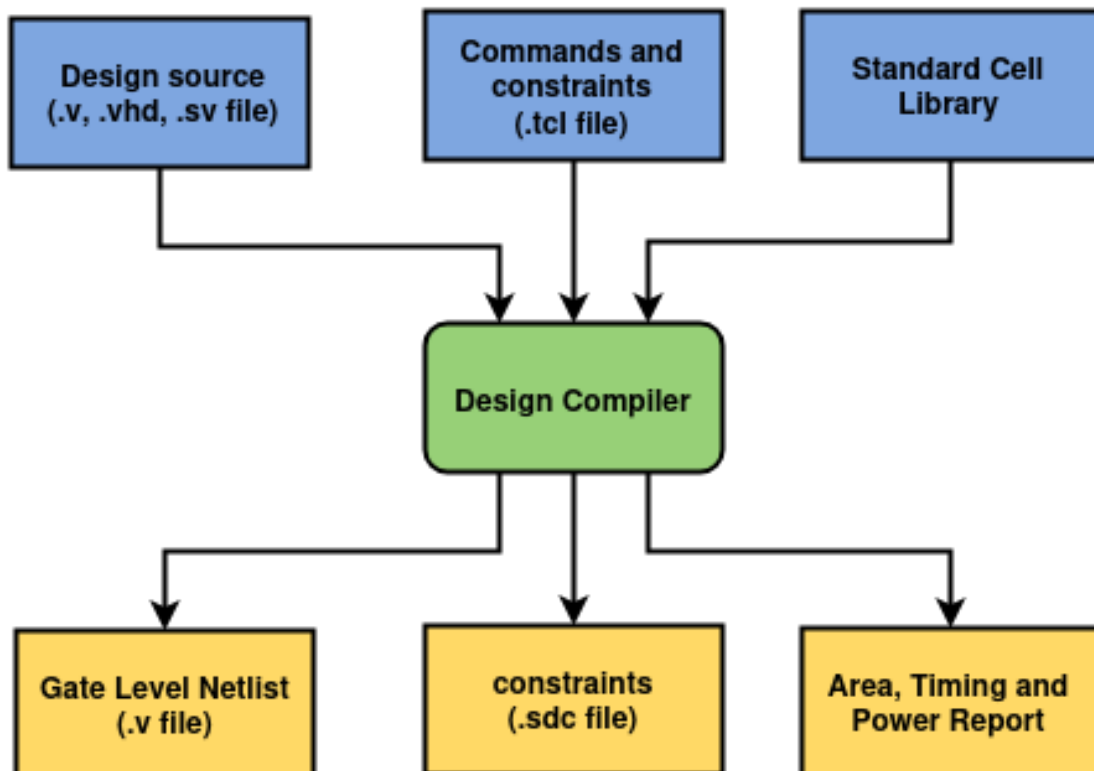 Design source
(.v, .vhd, .sv file)
Commands and
constraints
(.tcl file)
Standard Cell
Library
Design Compiler
Gate Level Netlist
(.v file)
constraints
(.sdc file)
Area, Timing and
Power Report